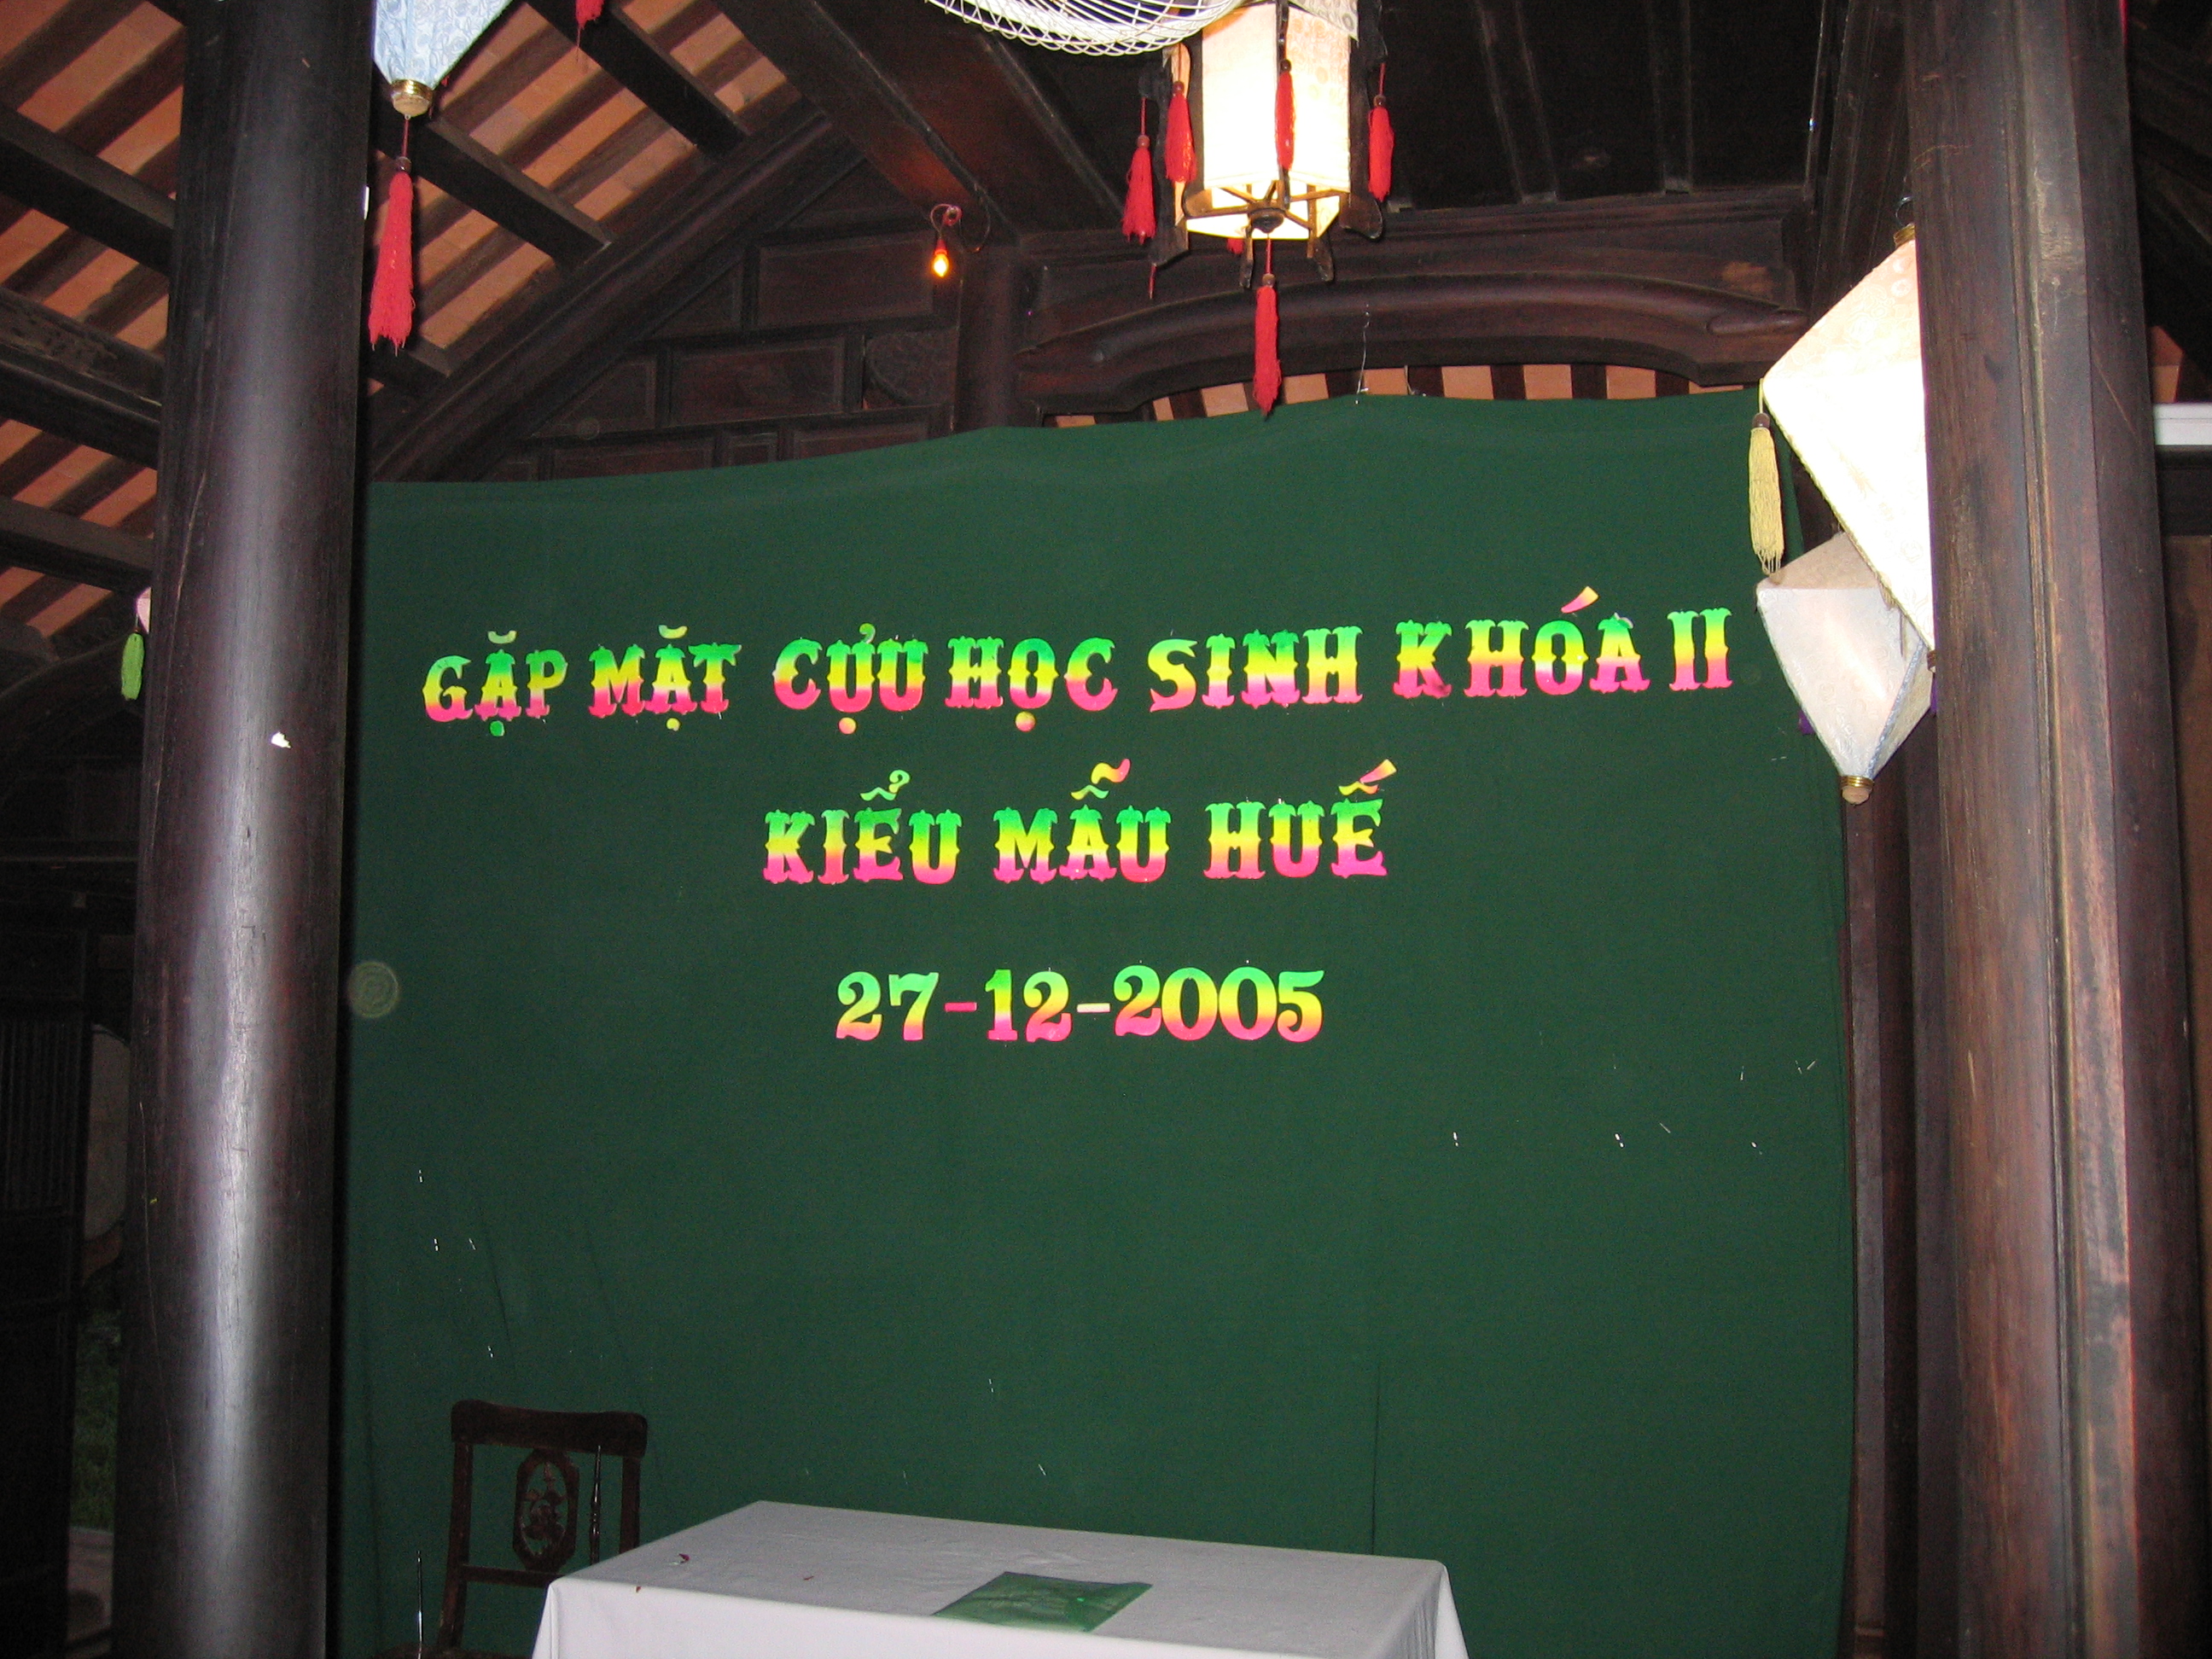 GẶP MẶT CỰU HỌC SINH KHÓA II
KIỂU MẪU HUẾ
27-12-2005